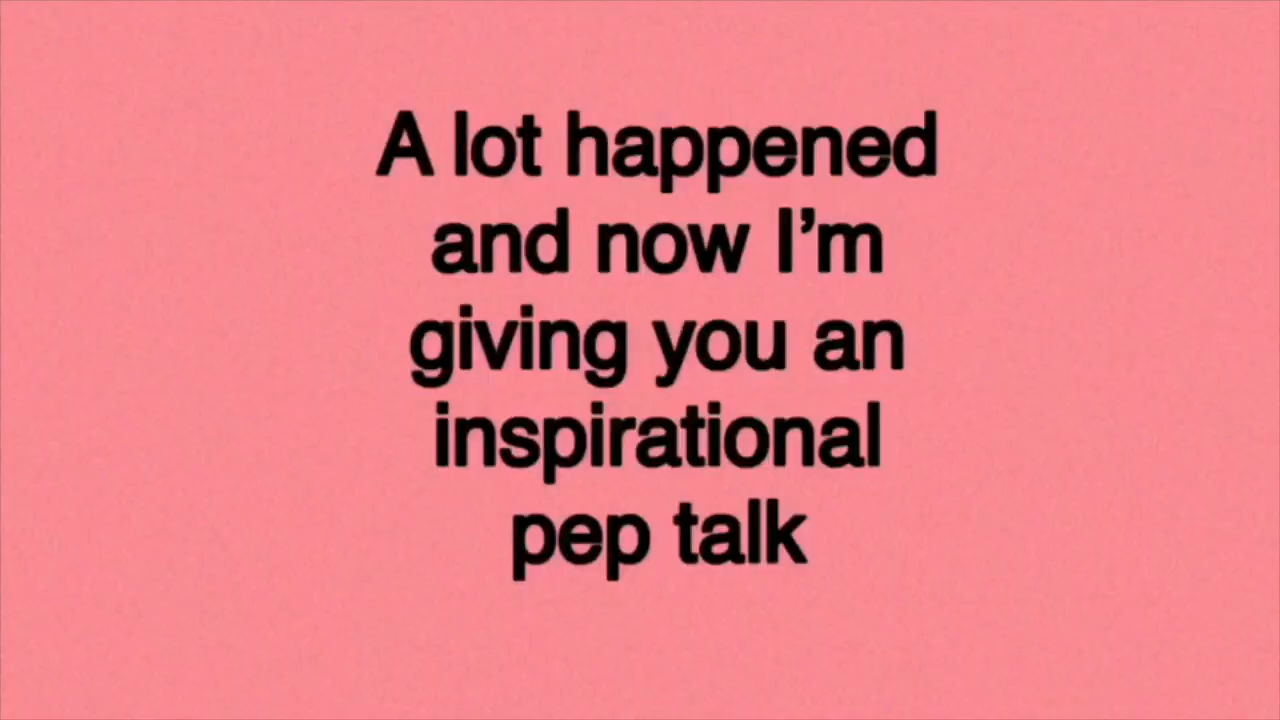 A lot happened
and now I’m
giving you an
inspirational
pep talk